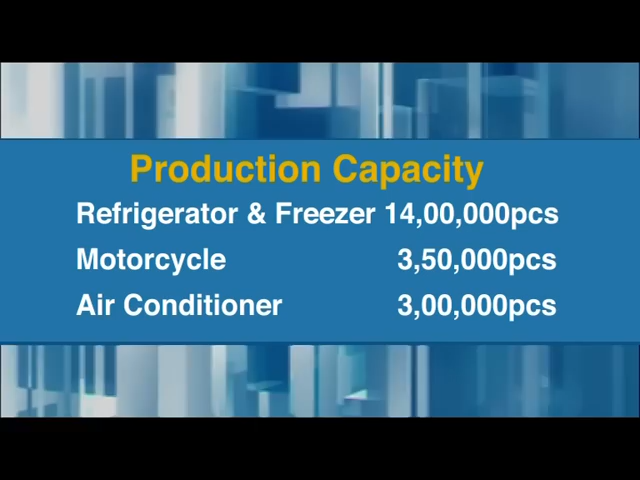 Production Capacity
Refrigerator & Freezer 14,00,000pcs
Motorcycle 3,50,000pcs
Air Conditioner 3,00,000pcs